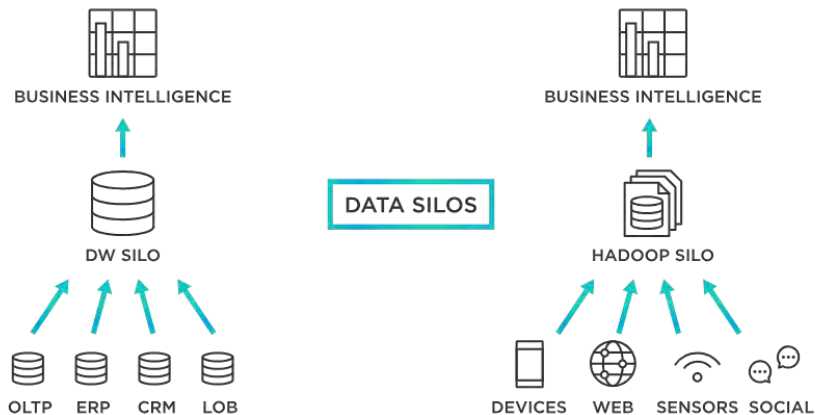 BUSINESS INTELLIGENCE
BUSINESS INTELLIGENCE
DATA SILOS
DW SILO
HADOOP SILO
OLTP ERP CRM LOB
DEVICES WEB SENSORS SOCIAL